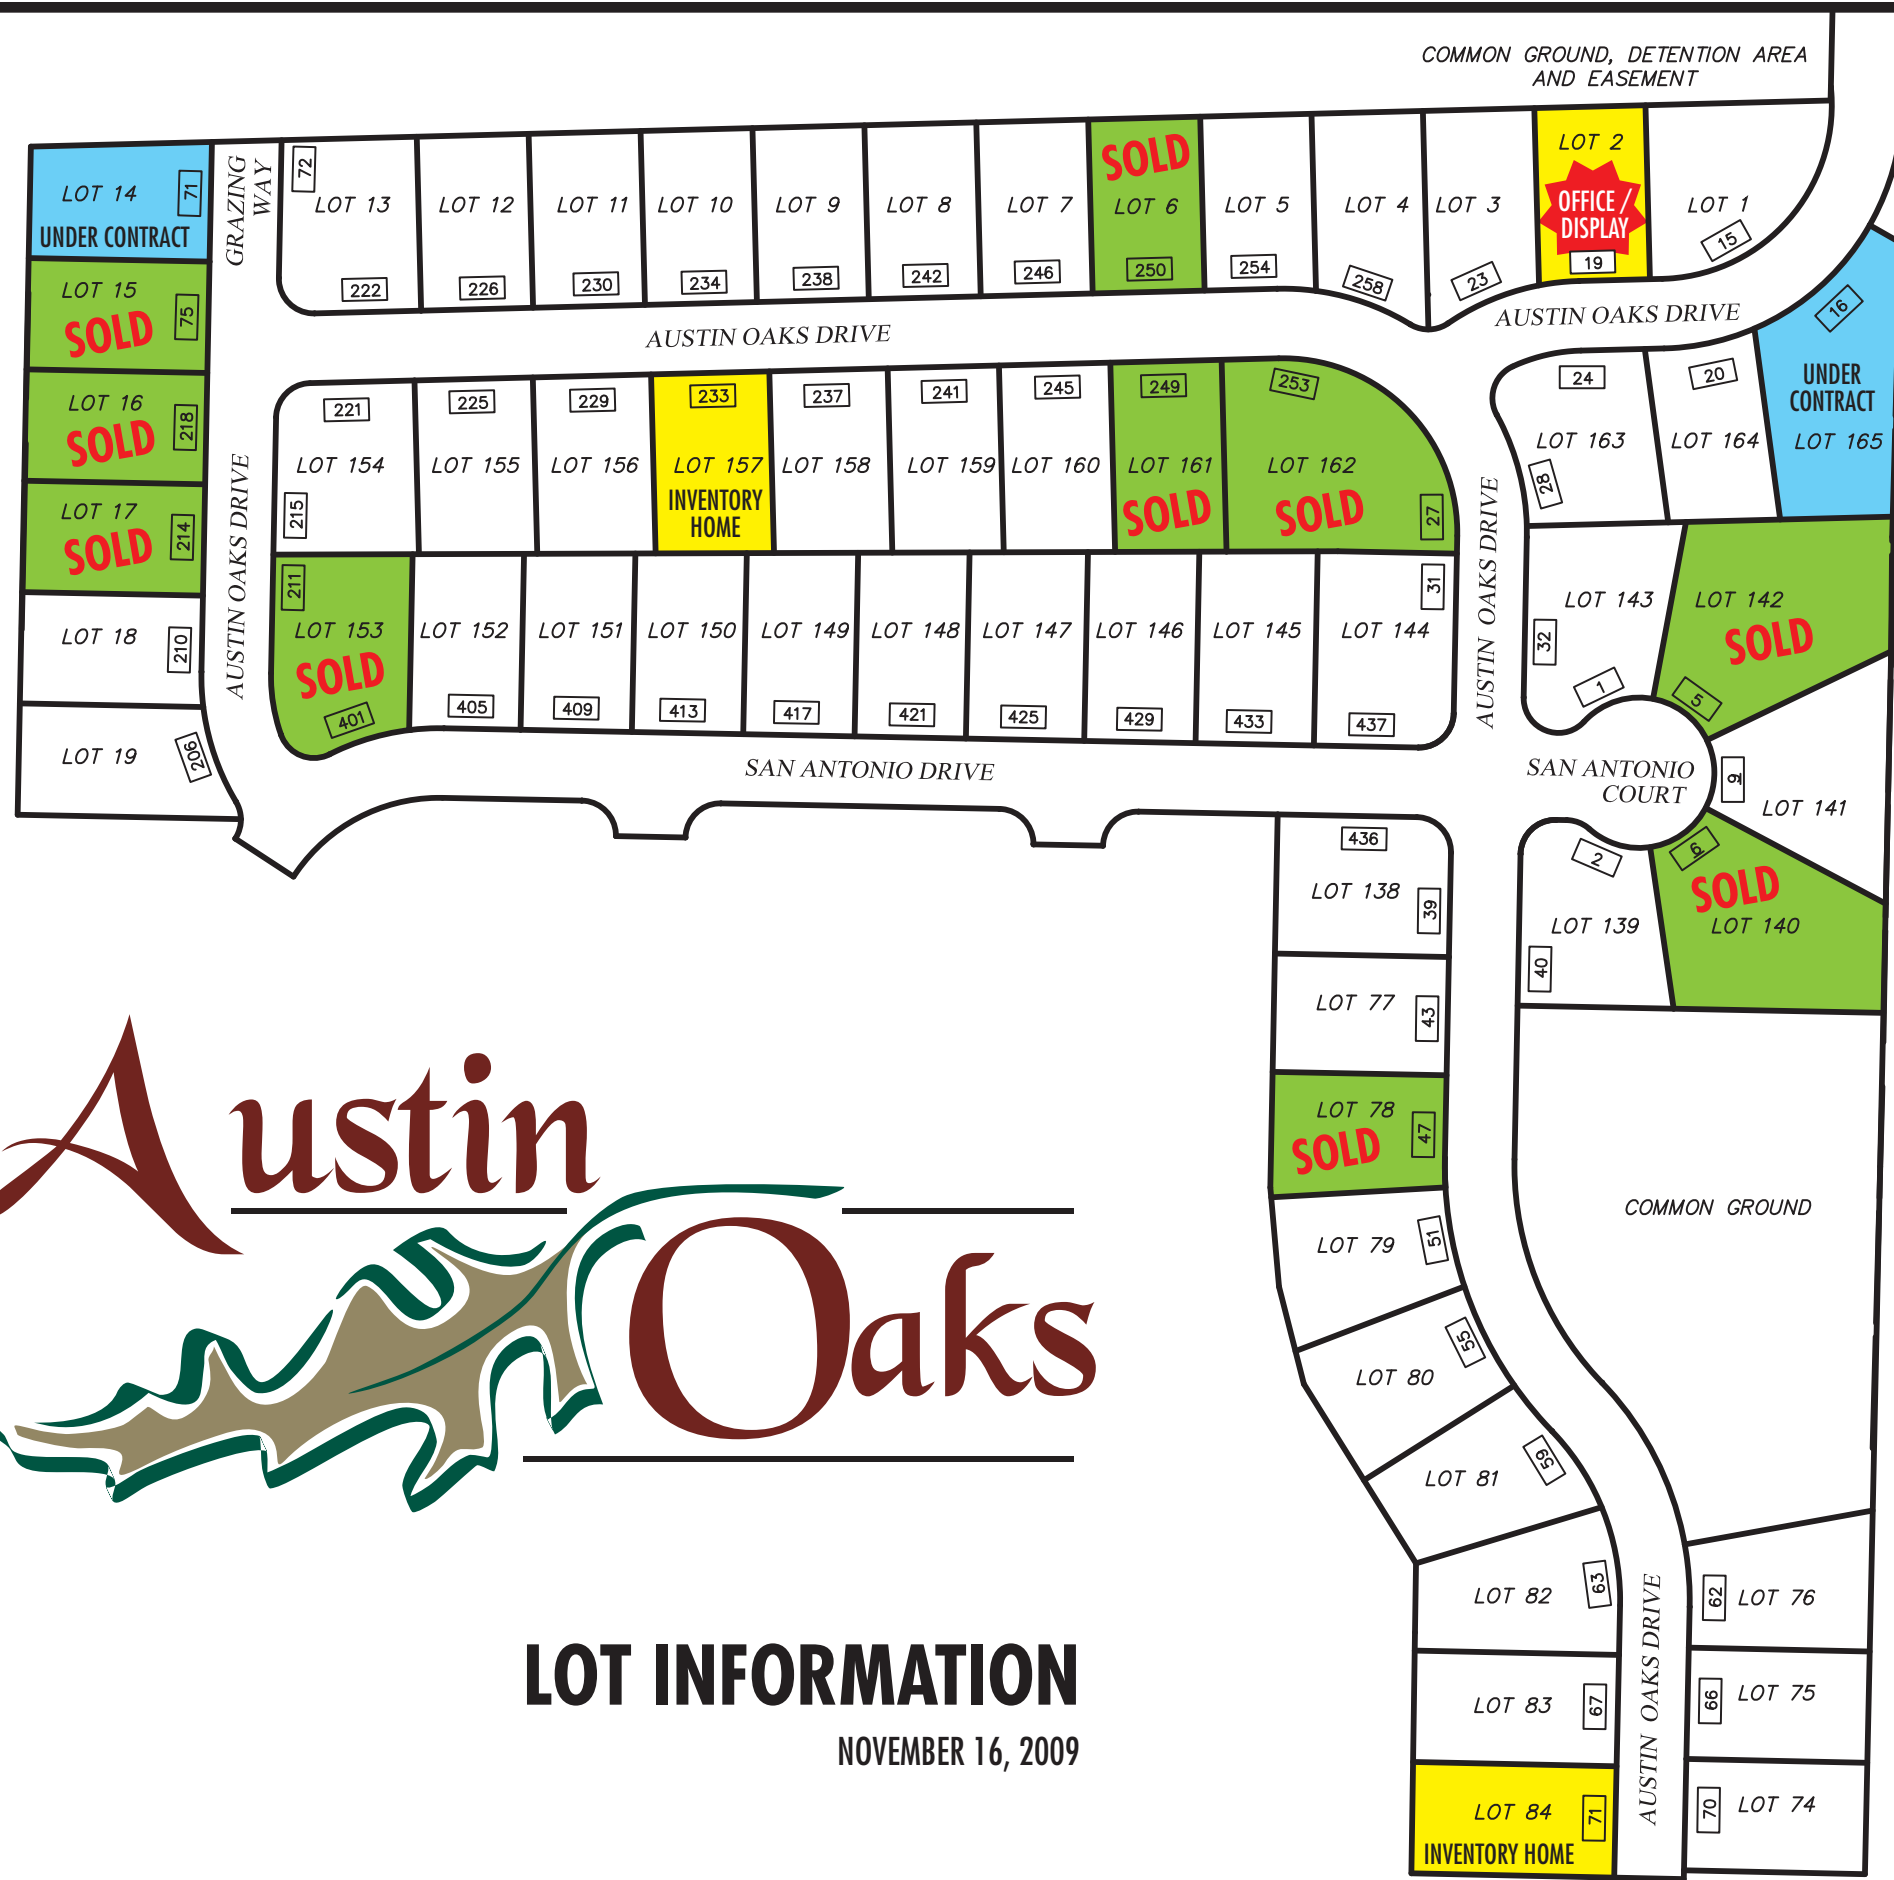 COMMON GROUND, DETENTION AREA
AND EASEMENT
LOT 14
71
UNDER CONTRACT
GRAZING
WAY
72
LOT 13
222
LOT 12
226
LOT 11
230
LOT 10
234
LOT 9
238
LOT 8
242
LOT 7
246
SOLD
LOT 6
250
LOT 5
254
LOT 4
258
LOT 3
23
LOT 2
OFFICE /
DISPLAY
19
LOT 1
15
LOT 15
75
SOLD
LOT 16
218
SOLD
LOT 17
214
SOLD
LOT 18
210
LOT 19
206
AUSTIN OAKS DRIVE
AUSTIN OAKS DRIVE
AUSTIN OAKS DRIVE
16
UNDER
CONTRACT
LOT 165
221
LOT 154
215
225
LOT 155
229
LOT 156
233
LOT 157
INVENTORY
HOME
237
LOT 158
241
LOT 159
245
LOT 160
249
LOT 161
SOLD
253
LOT 162
SOLD
27
AUSTIN OAKS DRIVE
24
LOT 163
28
20
LOT 164
211
LOT 153
SOLD
401
LOT 152
405
LOT 151
409
LOT 150
413
LOT 149
417
LOT 148
421
LOT 147
425
LOT 146
429
LOT 145
433
31
LOT 144
437
LOT 143
32
1
LOT 142
SOLD
5
SAN ANTONIO DRIVE
SAN ANTONIO
COURT
9
LOT 141
436
LOT 138
39
2
LOT 139
40
6
SOLD
LOT 140
LOT 77
43
LOT 78
47
SOLD
LOT 79
51
COMMON GROUND
LOT 80
55
LOT 81
59
LOT 82
63
LOT 83
67
LOT 84
71
INVENTORY HOME
AUSTIN OAKS DRIVE
62
LOT 76
66
LOT 75
70
LOT 74
Austin
Oaks
LOT INFORMATION
NOVEMBER 16, 2009